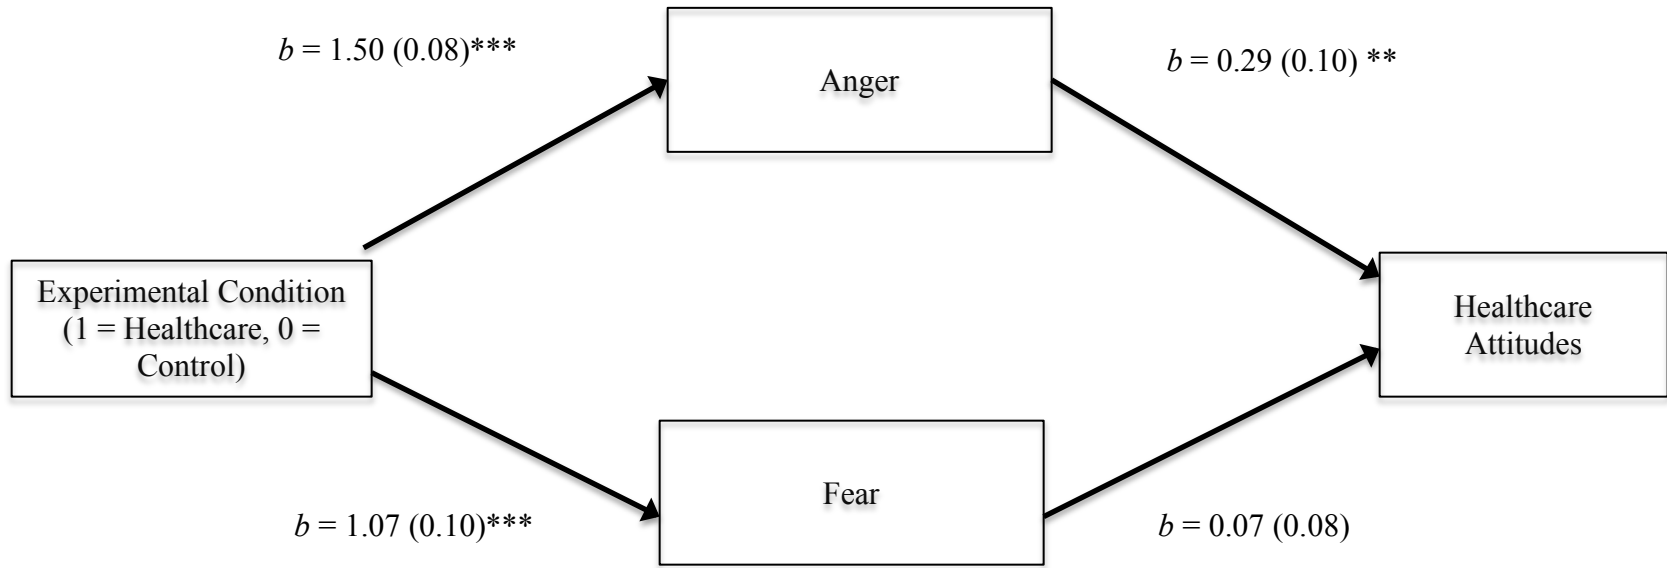 b = 1.50 (0.08)***
Anger
b = 0.29 (0.10) **
Experimental Condition
(1 = Healthcare, 0 =
Control)
Healthcare
Attitudes
Fear
b = 1.07 (0.10)***
b = 0.07 (0.08)